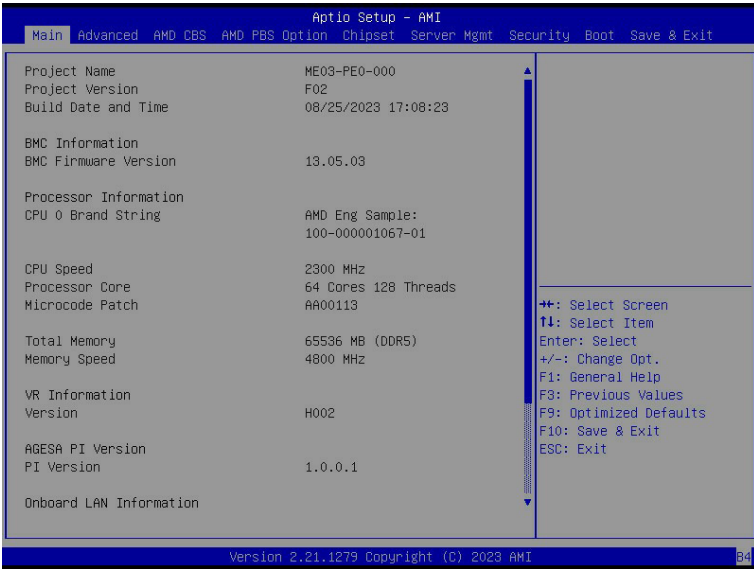 Aptio Setup - AMI
Main Advanced AMD CBS AMD PBS Option Chipset Server Mgmt Security Boot Save & Exit
Project Name ME03-PE0-000
Project Version F02
Build Date and Time 08/25/2023 17:08:23
BMC Information
BMC Firmware Version 13.05.03
Processor Information
CPU 0 Brand String AMD Eng Sample:
100-000001067-01
CPU Speed 2300 MHz
Processor Core 64 Cores 128 Threads
Microcode Patch AA00113
Total Memory 65536 MB (DDR5)
Memory Speed 4800 MHz
VR Information
Version H002
AGESA PI Version
PI Version 1.0.0.1
Onboard LAN Information
→←: Select Screen
↑↓: Select Item
Enter: Select
+/-: Change Opt.
F1: General Help
F3: Previous Values
F9: Optimized Defaults
F10: Save & Exit
ESC: Exit
Version 2.21.1279 Copyright (C) 2023 AMI
B4